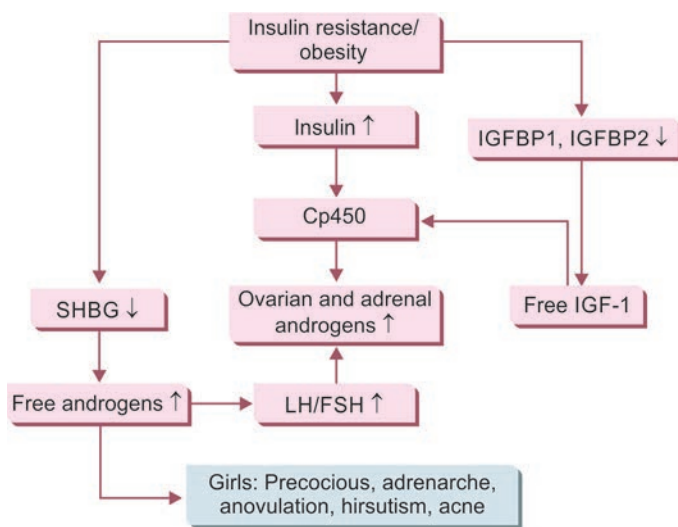 Insulin resistance/
obesity
Insulin ↑
IGFBP1, IGFBP2 ↓
Cp450
SHBG ↓
Ovarian and adrenal
androgens ↑
Free IGF-1
Free androgens ↑
LH/FSH ↑
Girls: Precocious, adrenarche,
anovulation, hirsutism, acne